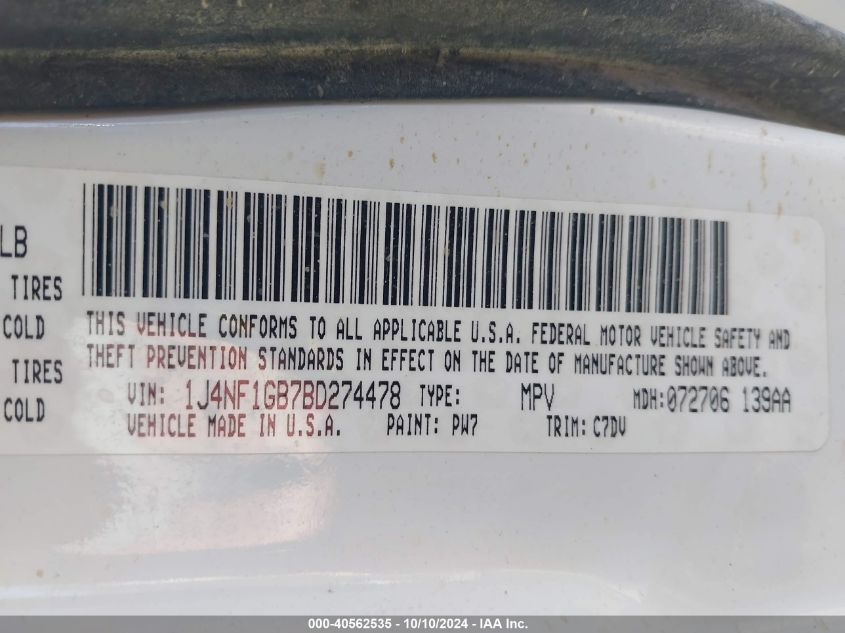 LB
TIRES
COLD
TIRES
COLD
THIS VEHICLE CONFORMS TO ALL APPLICABLE U.S.A. FEDERAL MOTOR VEHICLE SAFETY AND
THEFT PREVENTION STANDARDS IN EFFECT ON THE DATE OF MANUFACTURE SHOWN ABOVE.
VIN: 1J4NF1GB7BD274478 TYPE: MPV MDH:072706 139AA
VEHICLE MADE IN U.S.A. PAINT: PW7 TRIM: C7DV
000-40562535 - 10/10/2024 - IAA Inc.